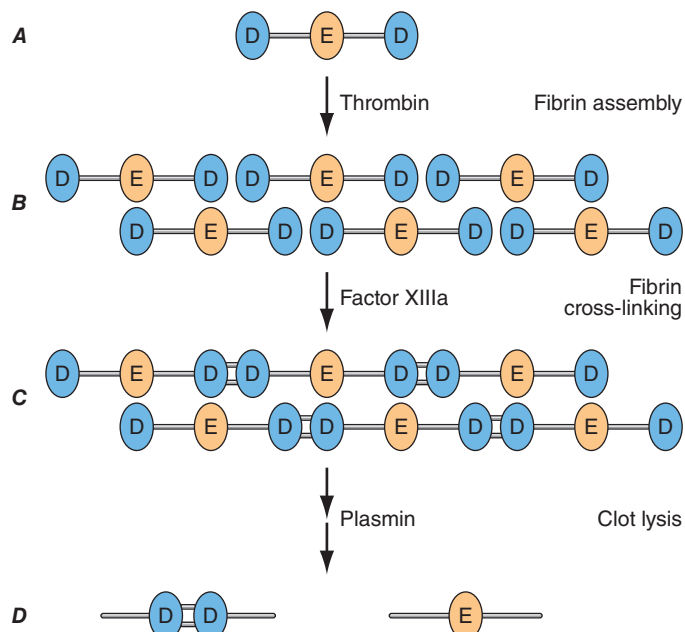 A
D E D
Thrombin Fibrin assembly
D E D D E D D E D
B
D E D D E D D E D
Factor XIIIa Fibrin
cross-linking
D E D D E D D E D
C
D E D D E D D E D
Plasmin Clot lysis
D D D E